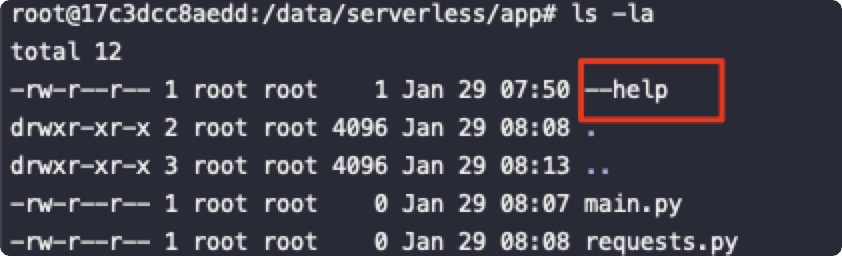 root@17c3dcc8aedd:/data/serverless/app# ls -la
total 12
-rw-r--r-- 1 root root    1 Jan 29 07:50 --help
drwxr-xr-x 2 root root 4096 Jan 29 08:08 .
drwxr-xr-x 3 root root 4096 Jan 29 08:13 ..
-rw-r--r-- 1 root root    0 Jan 29 08:07 main.py
-rw-r--r-- 1 root root    0 Jan 29 08:08 requests.py